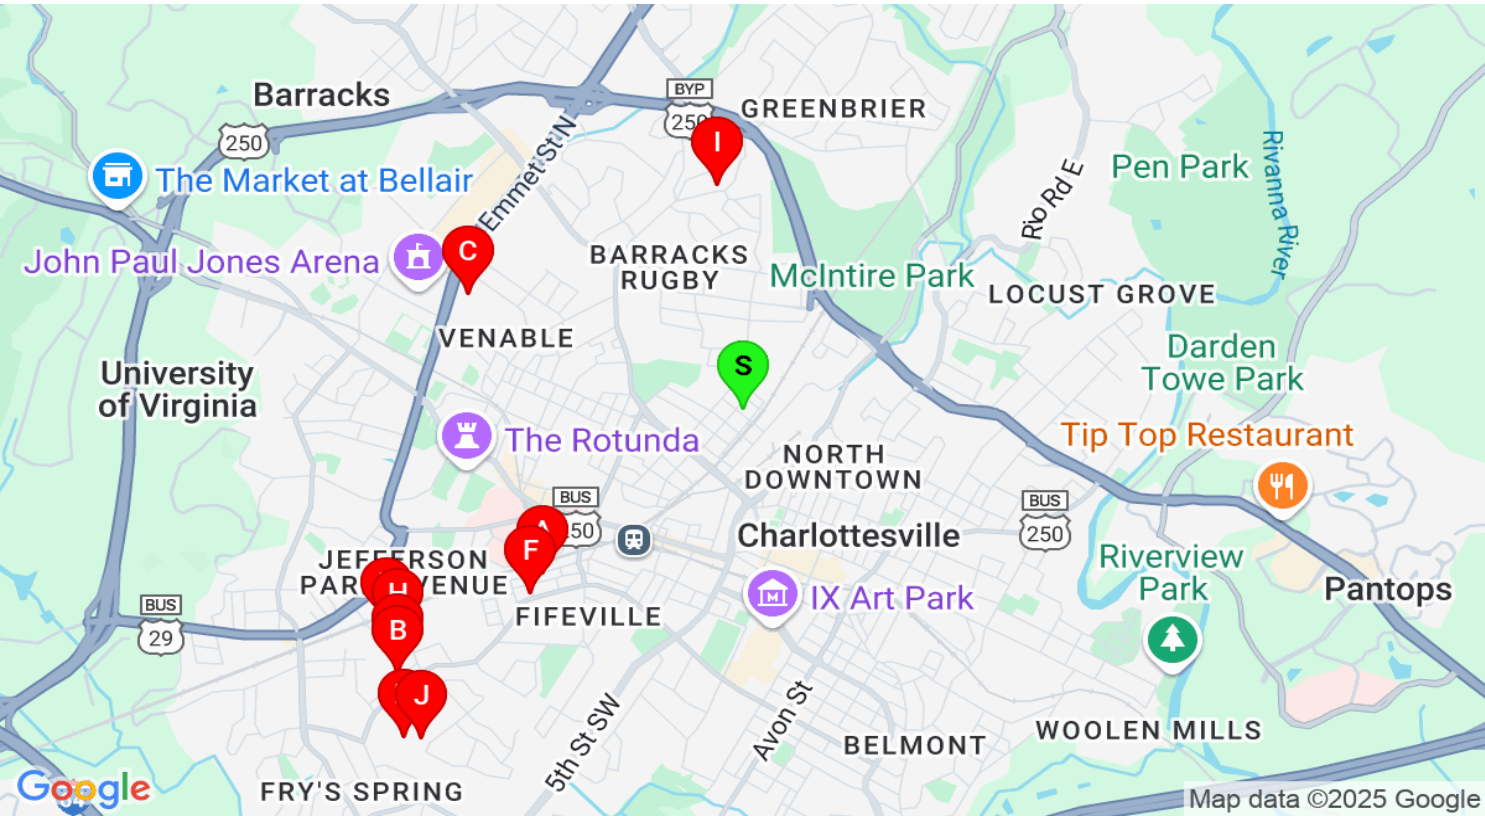 BYP
250
GREENBRIER
Barracks
250
I
Emmet St N
Pen Park
Rivanna River
The Market at Bellair
Rio Rd E
John Paul Jones Arena
C
BARRACKS
RUGBY
McIntire Park
LOCUST GROVE
VENABLE
Darden
Towe Park
S
University
of Virginia
The Rotunda
Tip Top Restaurant
NORTH
DOWNTOWN
BUS
250
BUS
250
A
F
Charlottesville
JEFFERSON
PARK AVENUE
H
Riverview
Park
Pantops
BUS
29
FIFEVILLE
IX Art Park
B
J
5th St SW
Avon St
WOOLEN MILLS
BELMONT
FRY'S SPRING
Google
64
Map data ©2025 Google